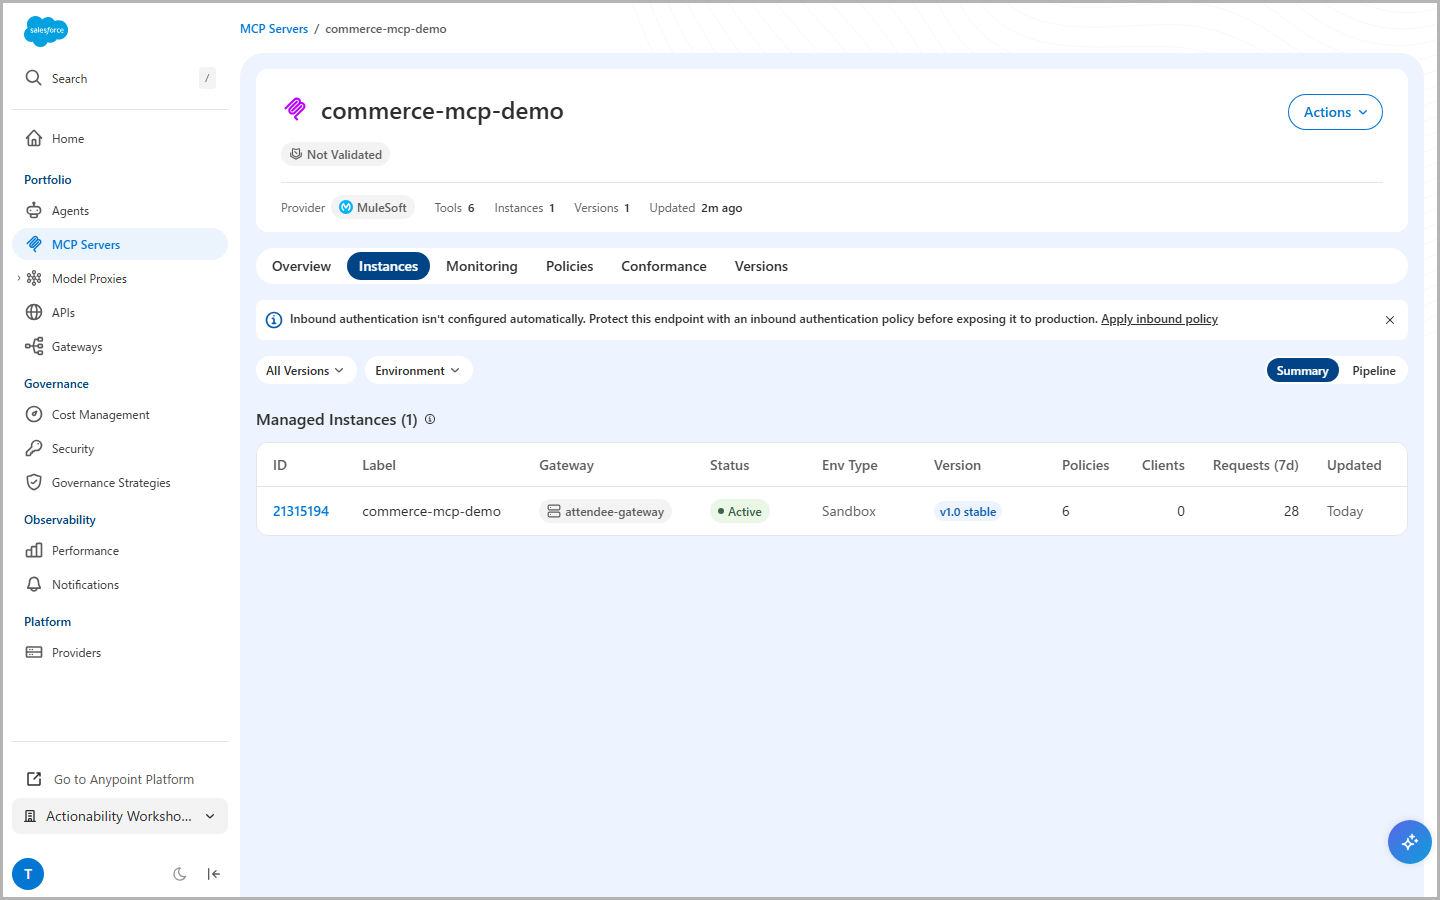 salesforce
MCP Servers / commerce-mcp-demo
Search /
Home
Portfolio
Agents
MCP Servers
Model Proxies
APIs
Gateways
Governance
Cost Management
Security
Governance Strategies
Observability
Performance
Notifications
Platform
Providers
Go to Anypoint Platform
Actionability Worksho...
T
commerce-mcp-demo
Actions
Not Validated
Provider MuleSoft Tools 6 Instances 1 Versions 1 Updated 2m ago
Overview Instances Monitoring Policies Conformance Versions
Inbound authentication isn't configured automatically. Protect this endpoint with an inbound authentication policy before exposing it to production. Apply inbound policy
All Versions Environment Summary Pipeline
Managed Instances (1)
ID Label Gateway Status Env Type Version Policies Clients Requests (7d) Updated
21315194 commerce-mcp-demo attendee-gateway Active Sandbox v1.0 stable 6 0 28 Today